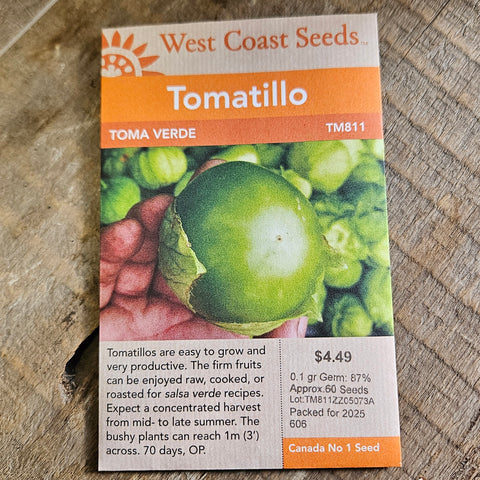 West Coast Seeds™
Tomatillo
TOMA VERDE
TM811
Tomatillos are easy to grow and
very productive. The firm fruits
can be enjoyed raw, cooked, or
roasted for salsa verde recipes.
Expect a concentrated harvest
from mid- to late summer. The
bushy plants can reach 1m (3')
across. 70 days, OP.
$4.49
0.1 gr Germ: 87%
Approx.60 Seeds
Lot:TM811ZZ05073A
Packed for 2025
606
Canada No 1 Seed